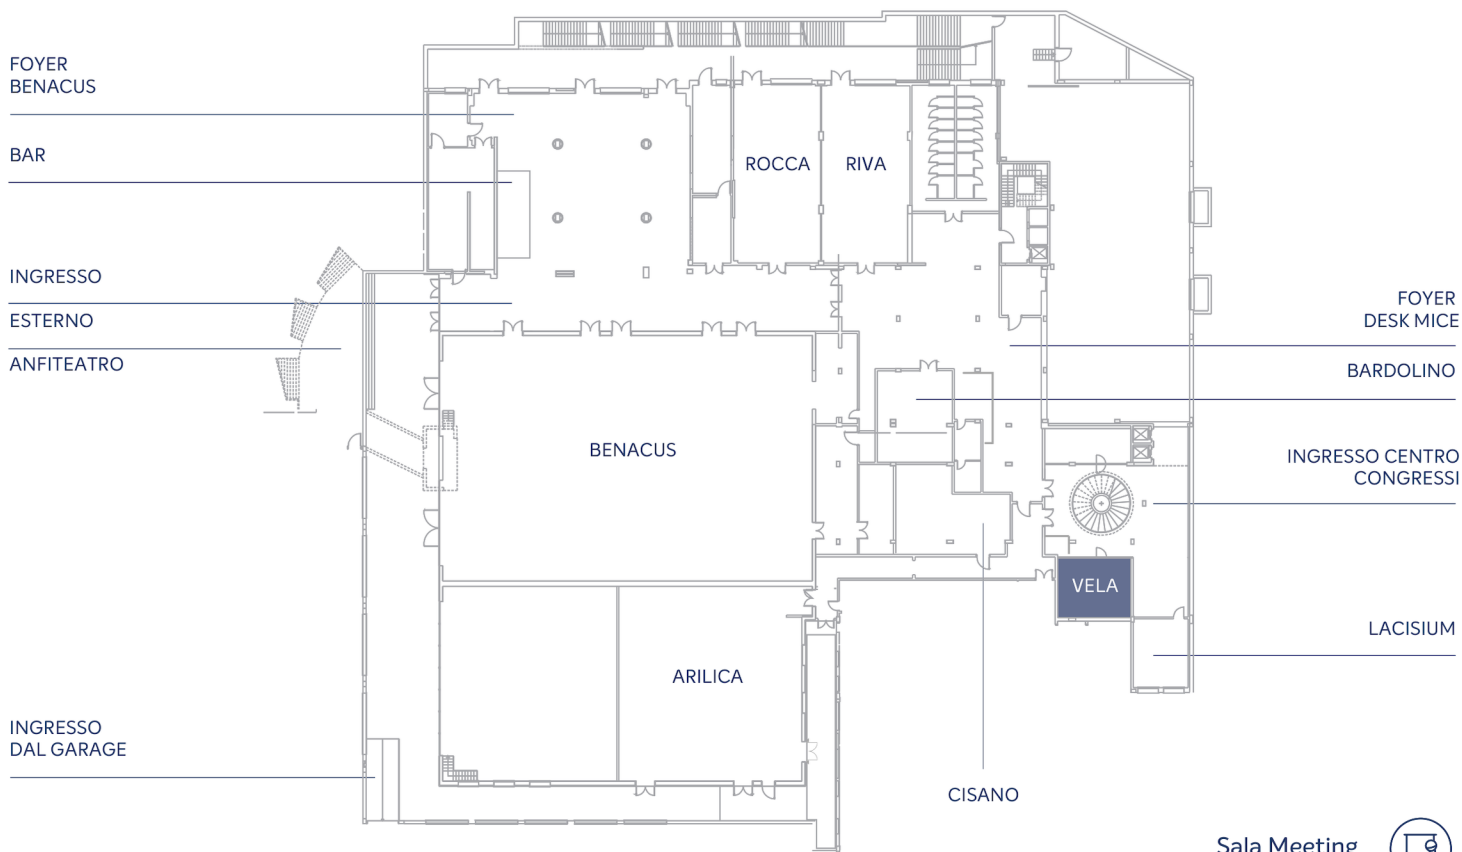 FOYER
BENACUS
BAR
INGRESSO
ESTERNO
ANFITEATRO
INGRESSO
DAL GARAGE
ROCCA
RIVA
BENACUS
ARILICA
VELA
CISANO
FOYER
DESK MICE
BARDOLINO
INGRESSO CENTRO
CONGRESSI
LACISIUM
Sala Meeting